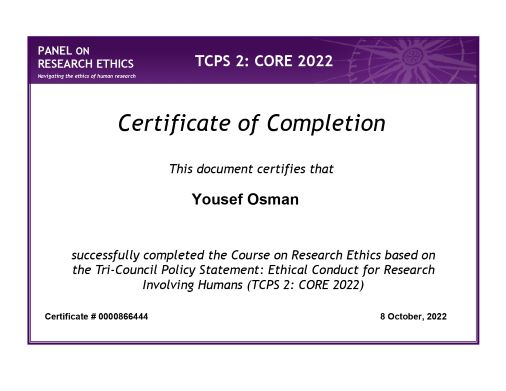 PANEL ON
RESEARCH ETHICS
Navigating the ethics of human research
TCPS 2: CORE 2022
Certificate of Completion
This document certifies that
Yousef Osman
successfully completed the Course on Research Ethics based on
the Tri-Council Policy Statement: Ethical Conduct for Research
Involving Humans (TCPS 2: CORE 2022)
Certificate # 0000866444
8 October, 2022